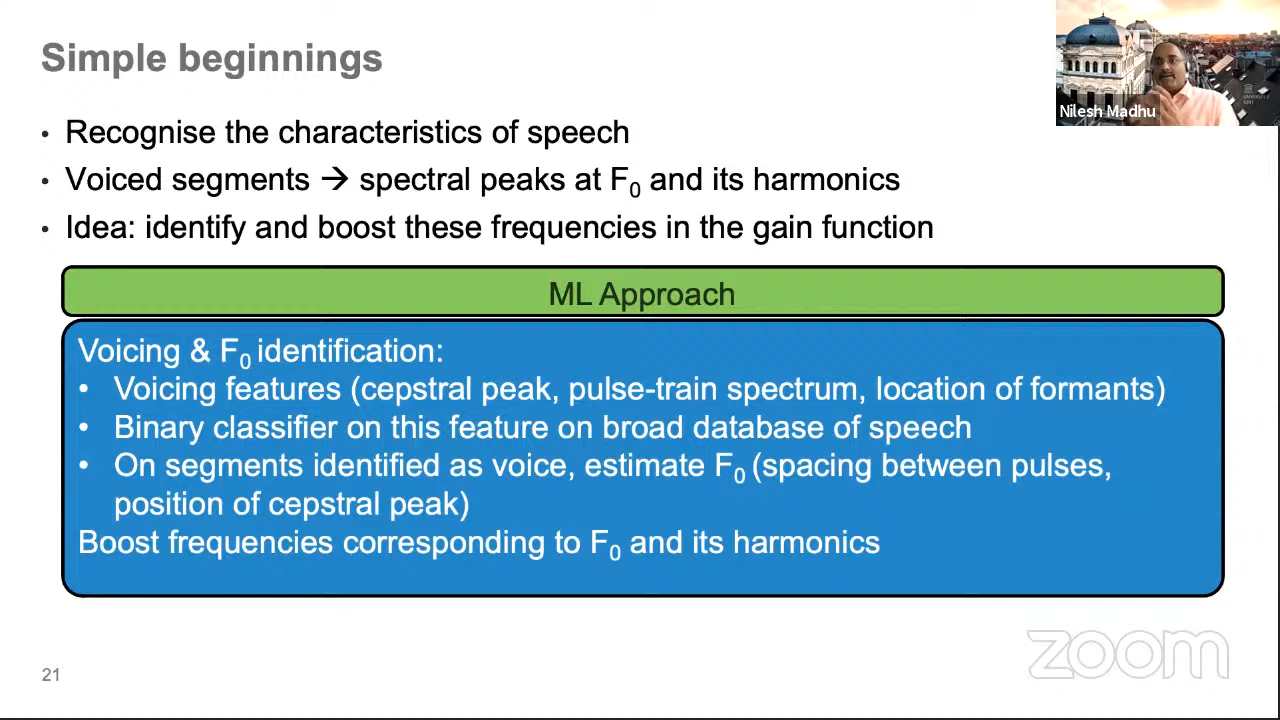 Simple beginnings
Nilesh Madhu
• Recognise the characteristics of speech
• Voiced segments → spectral peaks at F0 and its harmonics
• Idea: identify and boost these frequencies in the gain function
ML Approach
Voicing & F0 identification:
• Voicing features (cepstral peak, pulse-train spectrum, location of formants)
• Binary classifier on this feature on broad database of speech
• On segments identified as voice, estimate F0 (spacing between pulses,
position of cepstral peak)
Boost frequencies corresponding to F0 and its harmonics
21
zoom